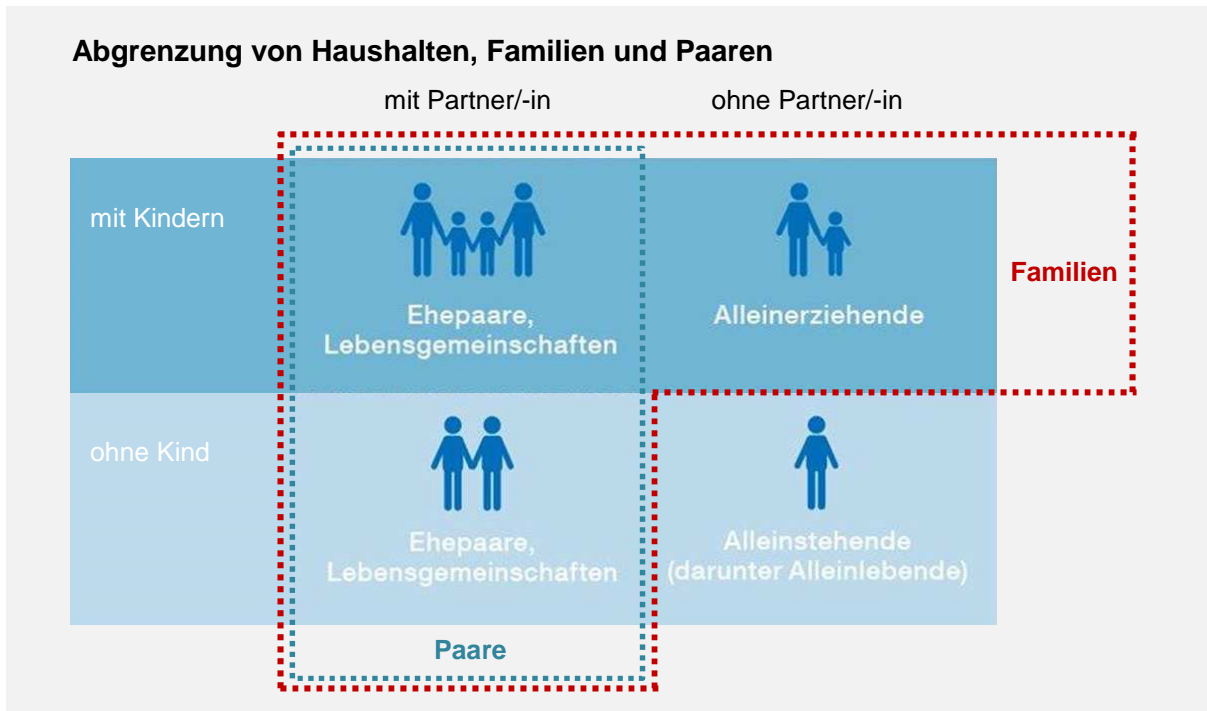 Abgrenzung von Haushalten, Familien und Paaren
mit Partner/-in
ohne Partner/-in
mit Kindern
Ehepaare,
Lebensgemeinschaften
Alleinerziehende
Familien
ohne Kind
Ehepaare,
Lebensgemeinschaften
Alleinstehende
(darunter Alleinlebende)
Paare